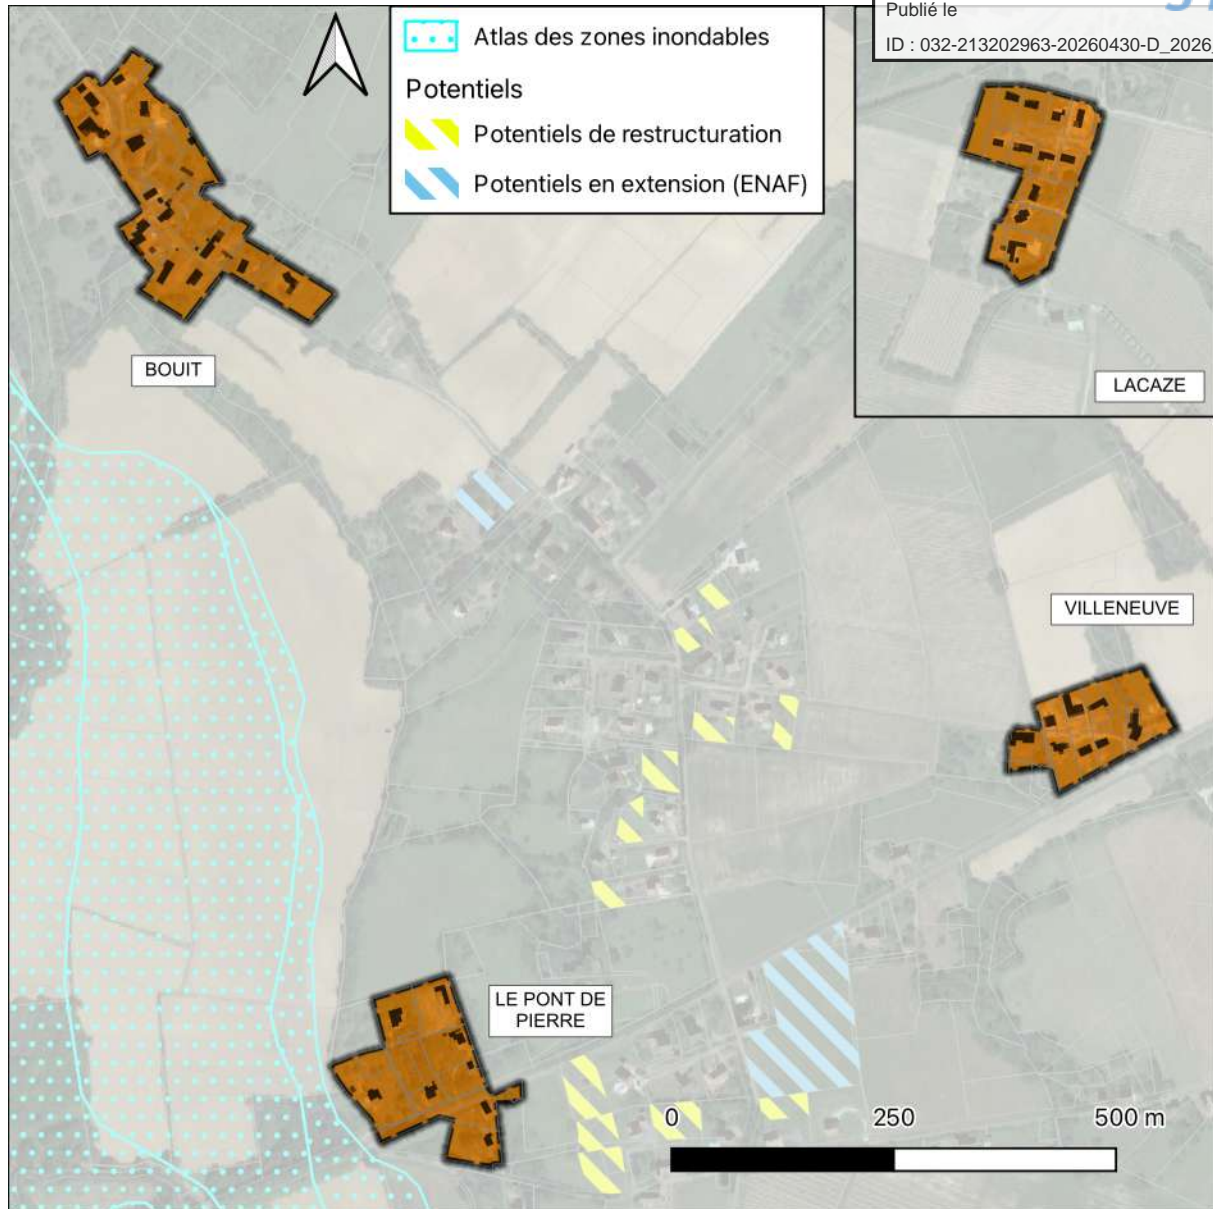 Publié le
ID : 032-213202963-20260430-D_2026_
Atlas des zones inondables
Potentiels
Potentiels de restructuration
Potentiels en extension (ENAF)
BOUIT
LACAZE
VILLENEUVE
LE PONT DE
PIERRE
0 250 500 m